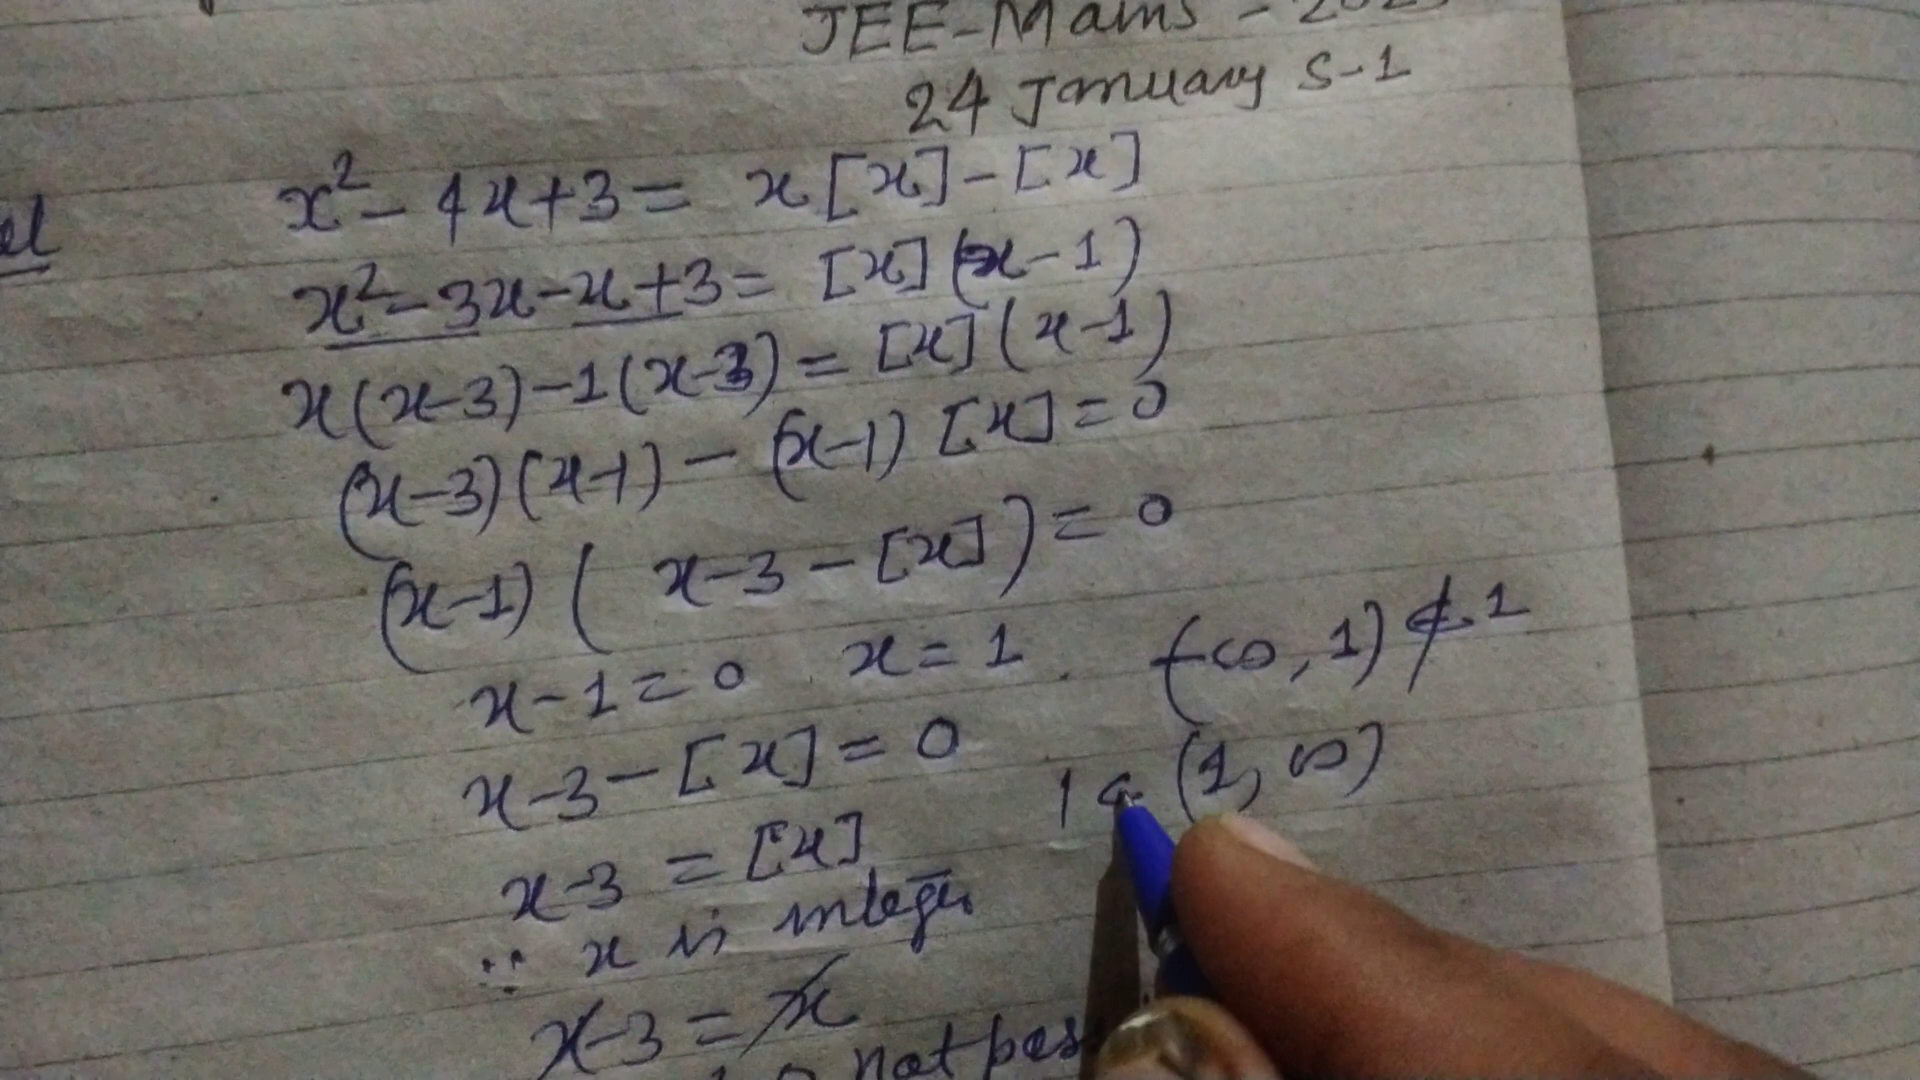 JEE-Mains - 202
24 January S-1
x² - 4x+3 = x[x]-[x]
x²-3x-x+3 = [x](x-1)
x(x-3)-1(x-3) = [x](x-1)
(x-3)(x-1) - (x-1)[x] = 0
(x-1)(x-3-[x]) = 0
x-1=0 x=1 (-∞,1) ∉ 1
x-3-[x] = 0 1 (1,∞)
x-3 = [x]
∵ x is integer
x-3 = x
not pos